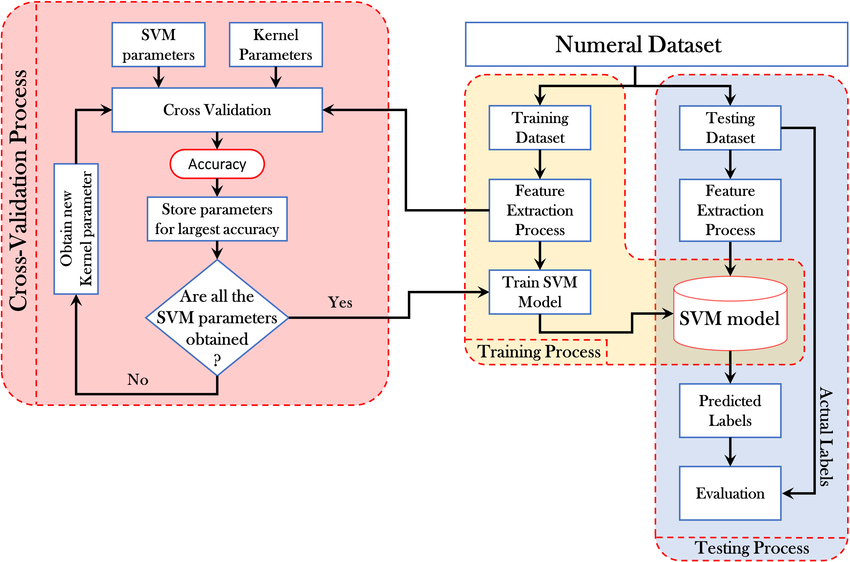 Cross-Validation Process
SVM
parameters
Kernel
Parameters
Cross Validation
Accuracy
Store parameters
for largest accuracy
Obtain new
Kernel parameter
Are all the
SVM parameters
obtained
?
Yes
No
Numeral Dataset
Training
Dataset
Feature
Extraction
Process
Train SVM
Model
Training Process
Testing
Dataset
Feature
Extraction
Process
SVM model
Predicted
Labels
Actual Labels
Evaluation
Testing Process